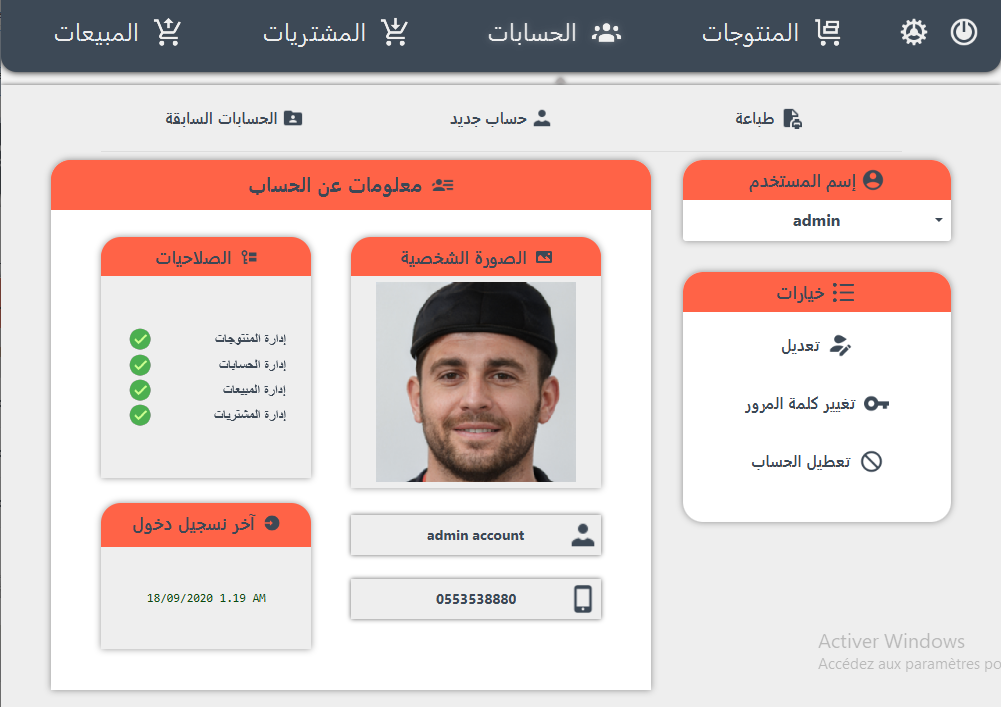 المنتوجات
الحسابات
المشتريات
المبيعات
طباعة
حساب جديد
الحسابات السابقة
إسم المستخدم
admin
خيارات
تعديل
تغيير كلمة المرور
تعطيل الحساب
معلومات عن الحساب
الصورة الشخصية
admin account
0553538880
الصلاحيات
إدارة المنتوجات
إدارة الحسابات
إدارة المبيعات
إدارة المشتريات
آخر نسجيل دخول
18/09/2020 1.19 AM
Activer Windows
Accédez aux paramètres po